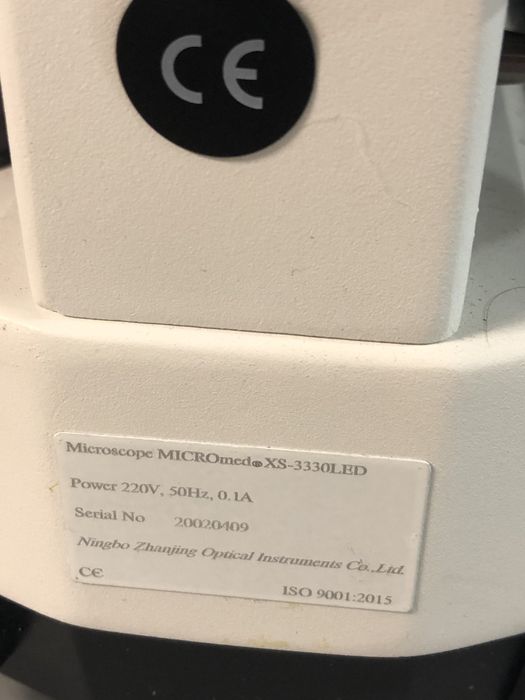 CE
Microscope MICROmed® XS-3330LED
Power 220V, 50Hz, 0.1A
Serial No 20020409
Ningbo Zhanjing Optical Instruments Co.,Ltd.
CE
ISO 9001:2015